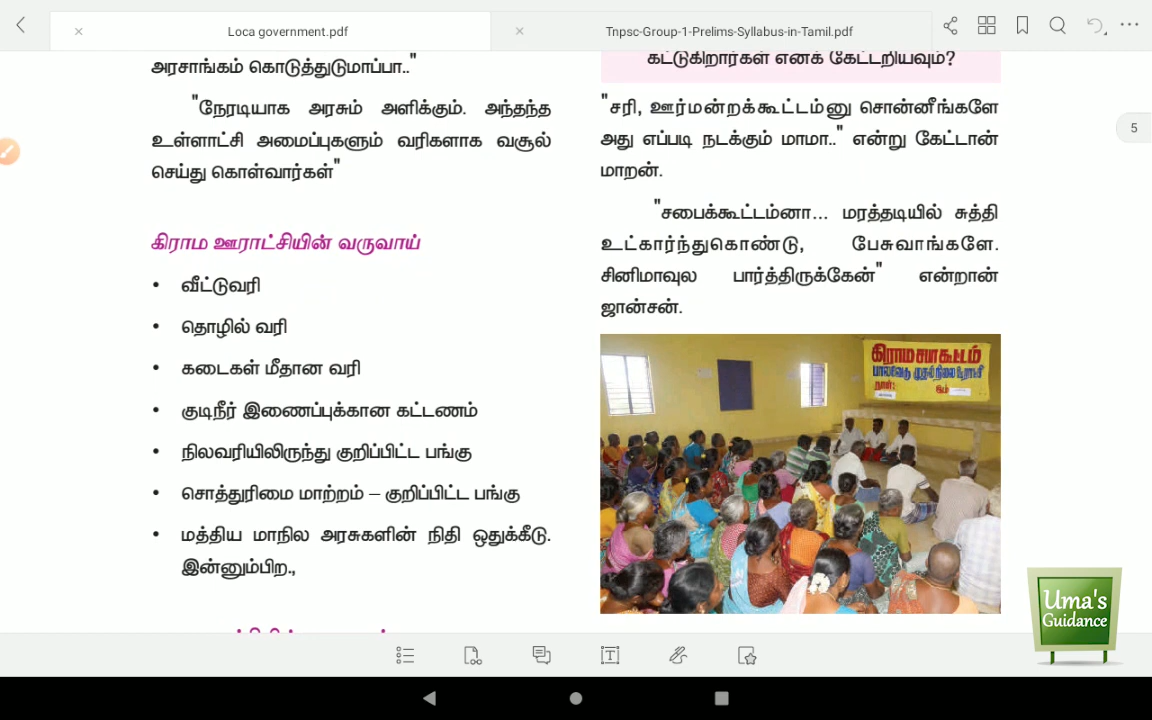 Loca government.pdf
Tnpsc-Group-1-Prelims-Syllabus-in-Tamil.pdf
5
அரசாங்கம் கொடுத்துடுமாப்பா.."
"நேரடியாக அரசும் அளிக்கும். அந்தந்த
உள்ளாட்சி அமைப்புகளும் வரிகளாக வசூல்
செய்து கொள்வார்கள்"
கிராம ஊராட்சியின் வருவாய்
• வீட்டுவரி
• தொழில் வரி
• கடைகள் மீதான வரி
• குடிநீர் இணைப்புக்கான கட்டணம்
• நிலவரியிலிருந்து குறிப்பிட்ட பங்கு
• சொத்துரிமை மாற்றம் – குறிப்பிட்ட பங்கு
• மத்திய மாநில அரசுகளின் நிதி ஒதுக்கீடு.
இன்னும்பிற.,
கட்டுகிறார்கள் எனக் கேட்டறியவும்?
"சரி, ஊர்மன்றக்கூட்டம்னு சொன்னீங்களே
அது எப்படி நடக்கும் மாமா.." என்று கேட்டான்
மாறன்.
"சபைக்கூட்டம்னா... மரத்தடியில் சுத்தி
உட்கார்ந்துகொண்டு, பேசுவாங்களே.
சினிமாவுல பார்த்திருக்கேன்" என்றான்
ஜான்சன்.
கிராம சபா கூட்டம்
நாள்:
Uma's
Guidance